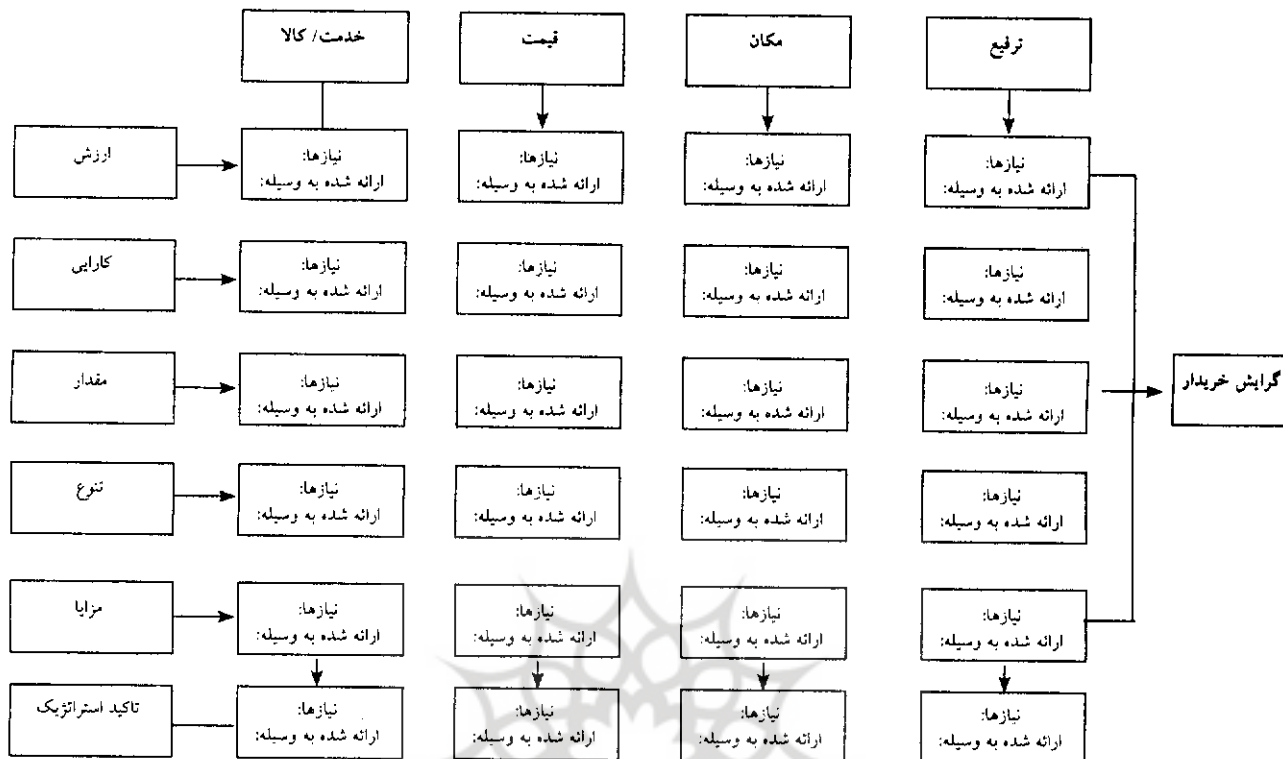 خدمت/ کالا
قیمت
مکان
ترفیع
ارزش
نیازها:
ارائه شده به وسیله:
نیازها:
ارائه شده به وسیله:
نیازها:
ارائه شده به وسیله:
نیازها:
ارائه شده به وسیله:
کارایی
نیازها:
ارائه شده به وسیله:
نیازها:
ارائه شده به وسیله:
نیازها:
ارائه شده به وسیله:
نیازها:
ارائه شده به وسیله:
مقدار
نیازها:
ارائه شده به وسیله:
نیازها:
ارائه شده به وسیله:
نیازها:
ارائه شده به وسیله:
نیازها:
ارائه شده به وسیله:
گرایش خریدار
تنوع
نیازها:
ارائه شده به وسیله:
نیازها:
ارائه شده به وسیله:
نیازها:
ارائه شده به وسیله:
نیازها:
ارائه شده به وسیله:
مزایا
نیازها:
ارائه شده به وسیله:
نیازها:
ارائه شده به وسیله:
نیازها:
ارائه شده به وسیله:
نیازها:
ارائه شده به وسیله:
تاکید استراتژیک
نیازها:
ارائه شده به وسیله:
نیازها:
ارائه شده به وسیله:
نیازها:
ارائه شده به وسیله:
نیازها:
ارائه شده به وسیله: